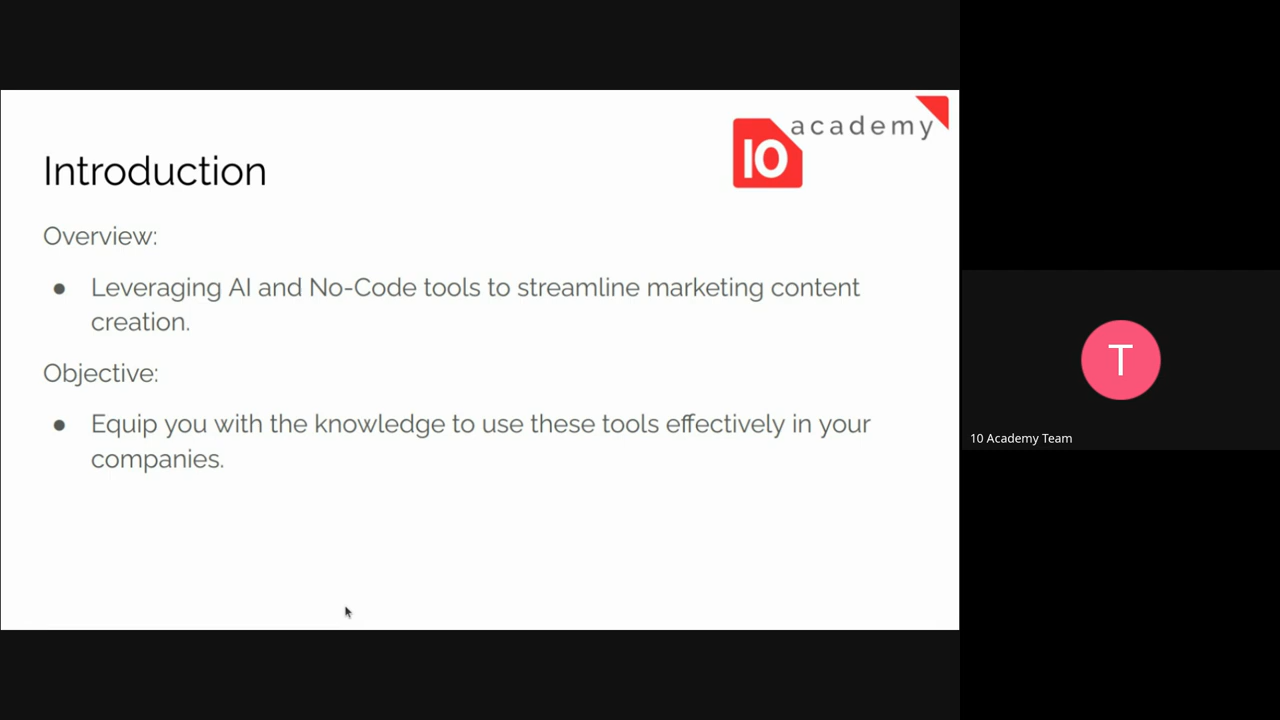 academy
10
Introduction
Overview:
● Leveraging AI and No-Code tools to streamline marketing content
creation.
Objective:
● Equip you with the knowledge to use these tools effectively in your
companies.
T
10 Academy Team